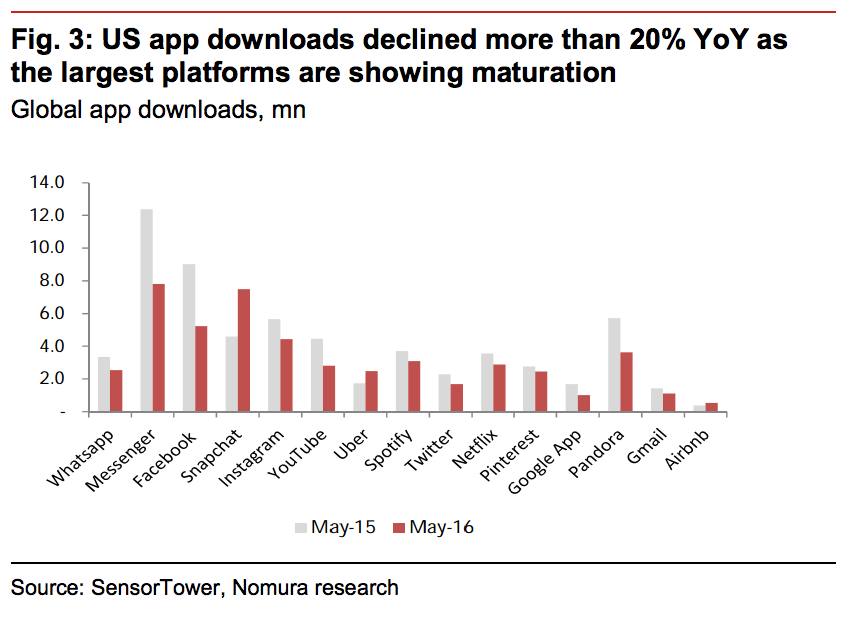 Fig. 3: US app downloads declined more than 20% YoY as
the largest platforms are showing maturation
Global app downloads, mn
14.0
12.0
10.0
8.0
6.0
4.0
2.0
-
Whatsapp
Messenger
Facebook
Snapchat
Instagram
YouTube
Uber
Spotify
Twitter
Netflix
Pinterest
Google App
Pandora
Gmail
Airbnb
May-15 May-16
Source: SensorTower, Nomura research